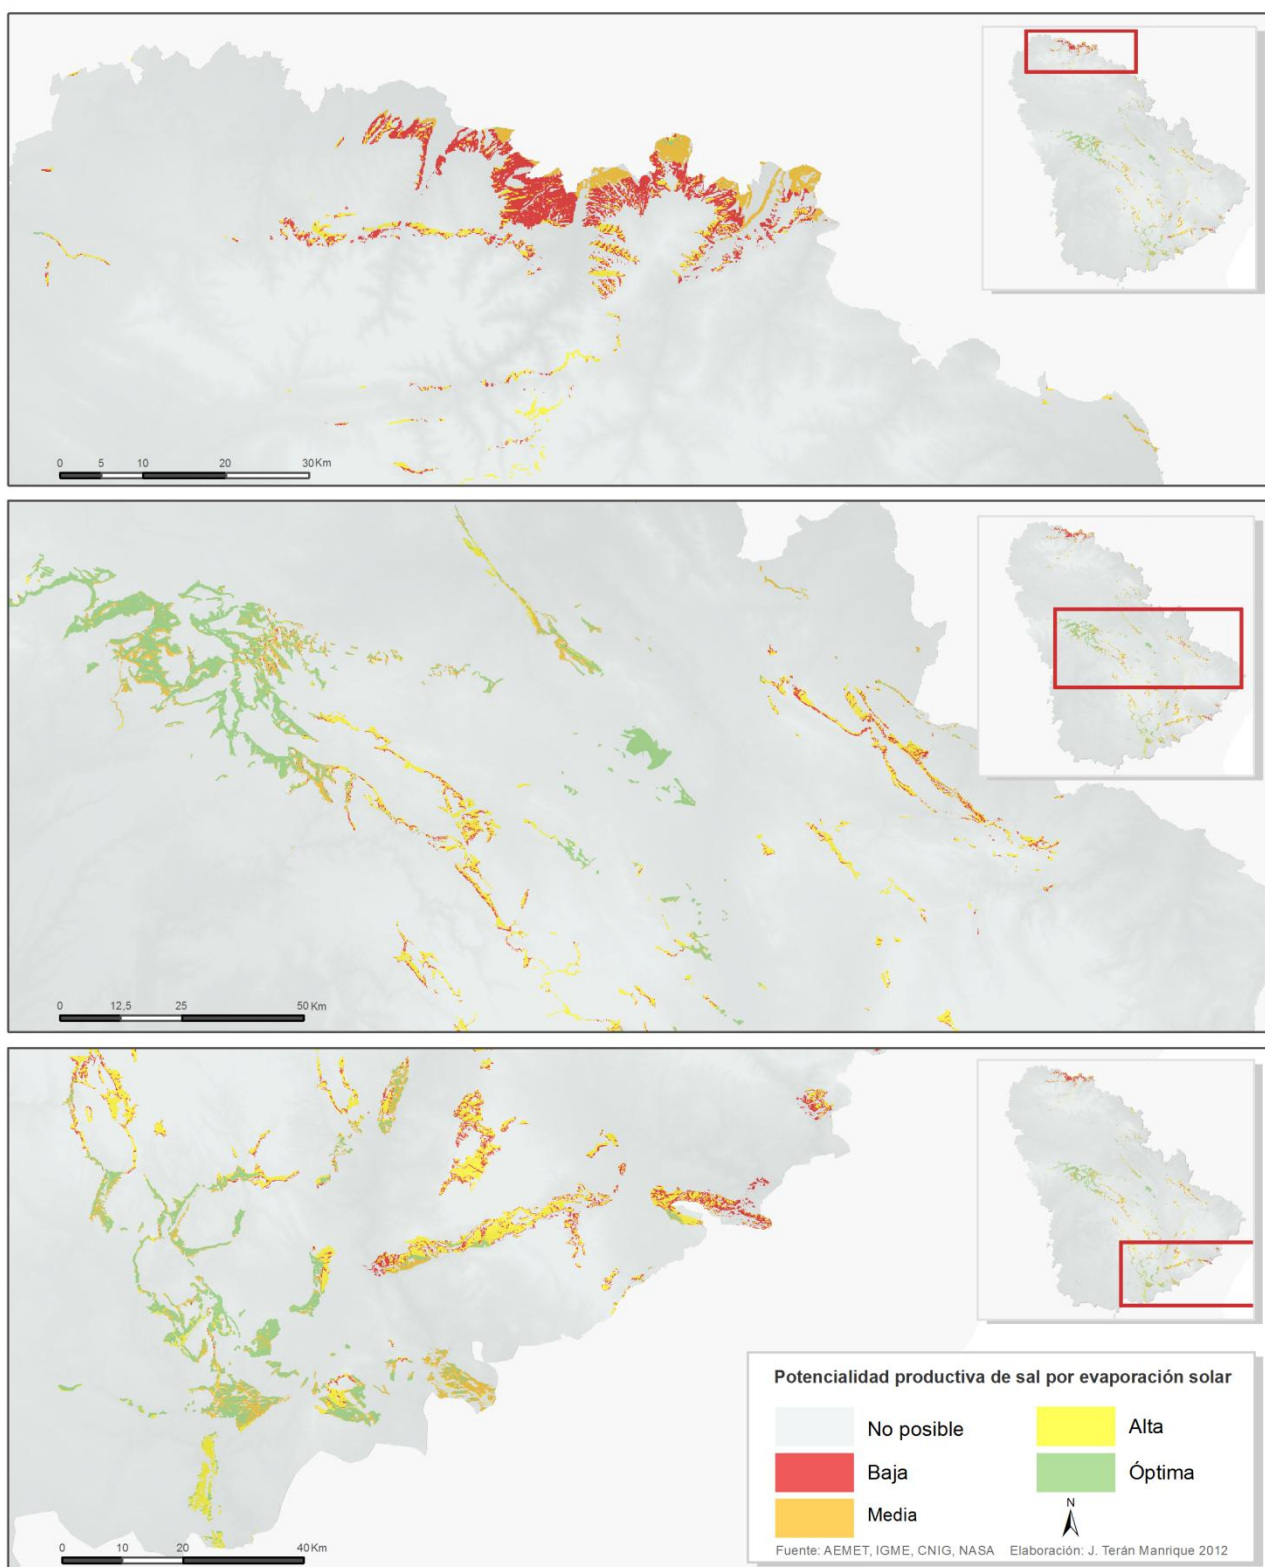 0 5 10 20 30 Km
0 12,5 25 50 Km
Potencialidad productiva de sal por evaporación solar
No posible
Alta
Baja
Óptima
Media
N
Fuente: AEMET, IGME, CNIG, NASA Elaboración: J. Terán Manrique 2012
0 10 20 40 Km